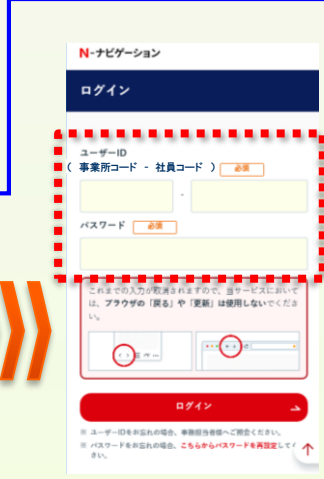 N-ナビゲーション
ログイン
ユーザーID
( 事業所コード - 社員コード ) 必須
-
パスワード 必須
これまでの入力が取消されますので、当サービスにおいて
は、ブラウザの「戻る」や「更新」は使用しないでくださ
い。
ログイン
※ ユーザーIDをお忘れの場合、事務担当者様へご照会ください。
※ パスワードをお忘れの場合、こちらからパスワードを再設定してく
さい。